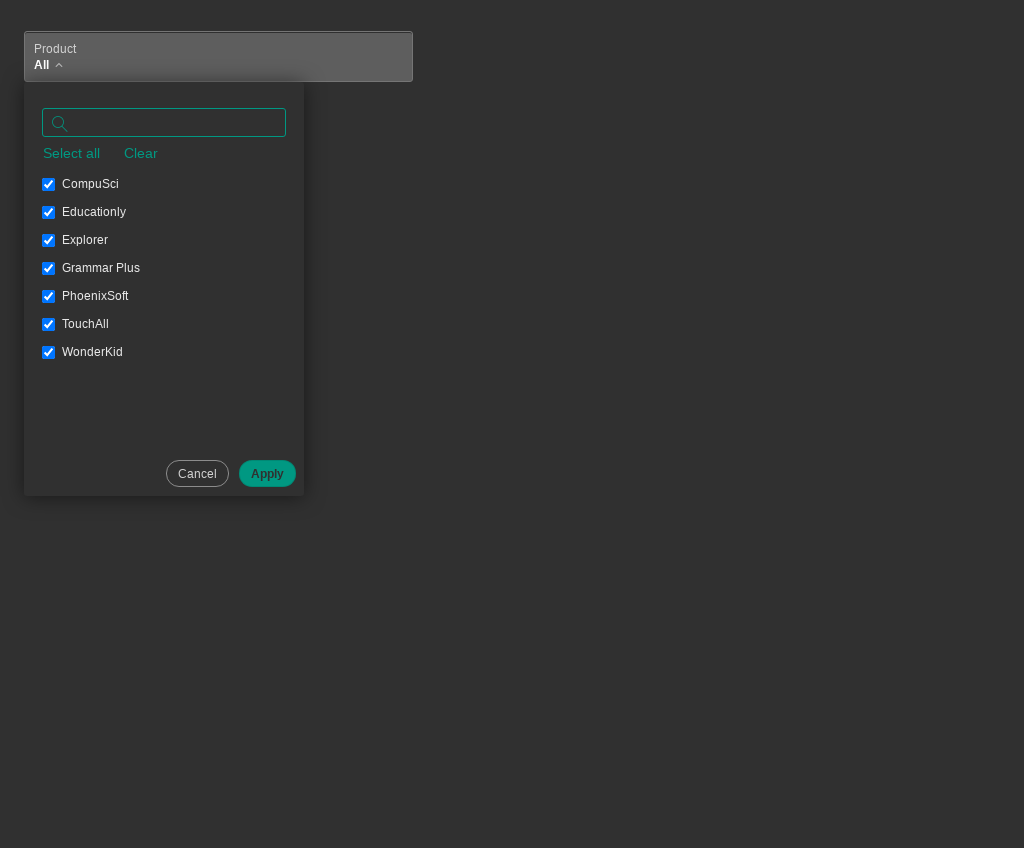 Product
All
Select all Clear
CompuSci
Educationly
Explorer
Grammar Plus
PhoenixSoft
TouchAll
WonderKid
Cancel Apply